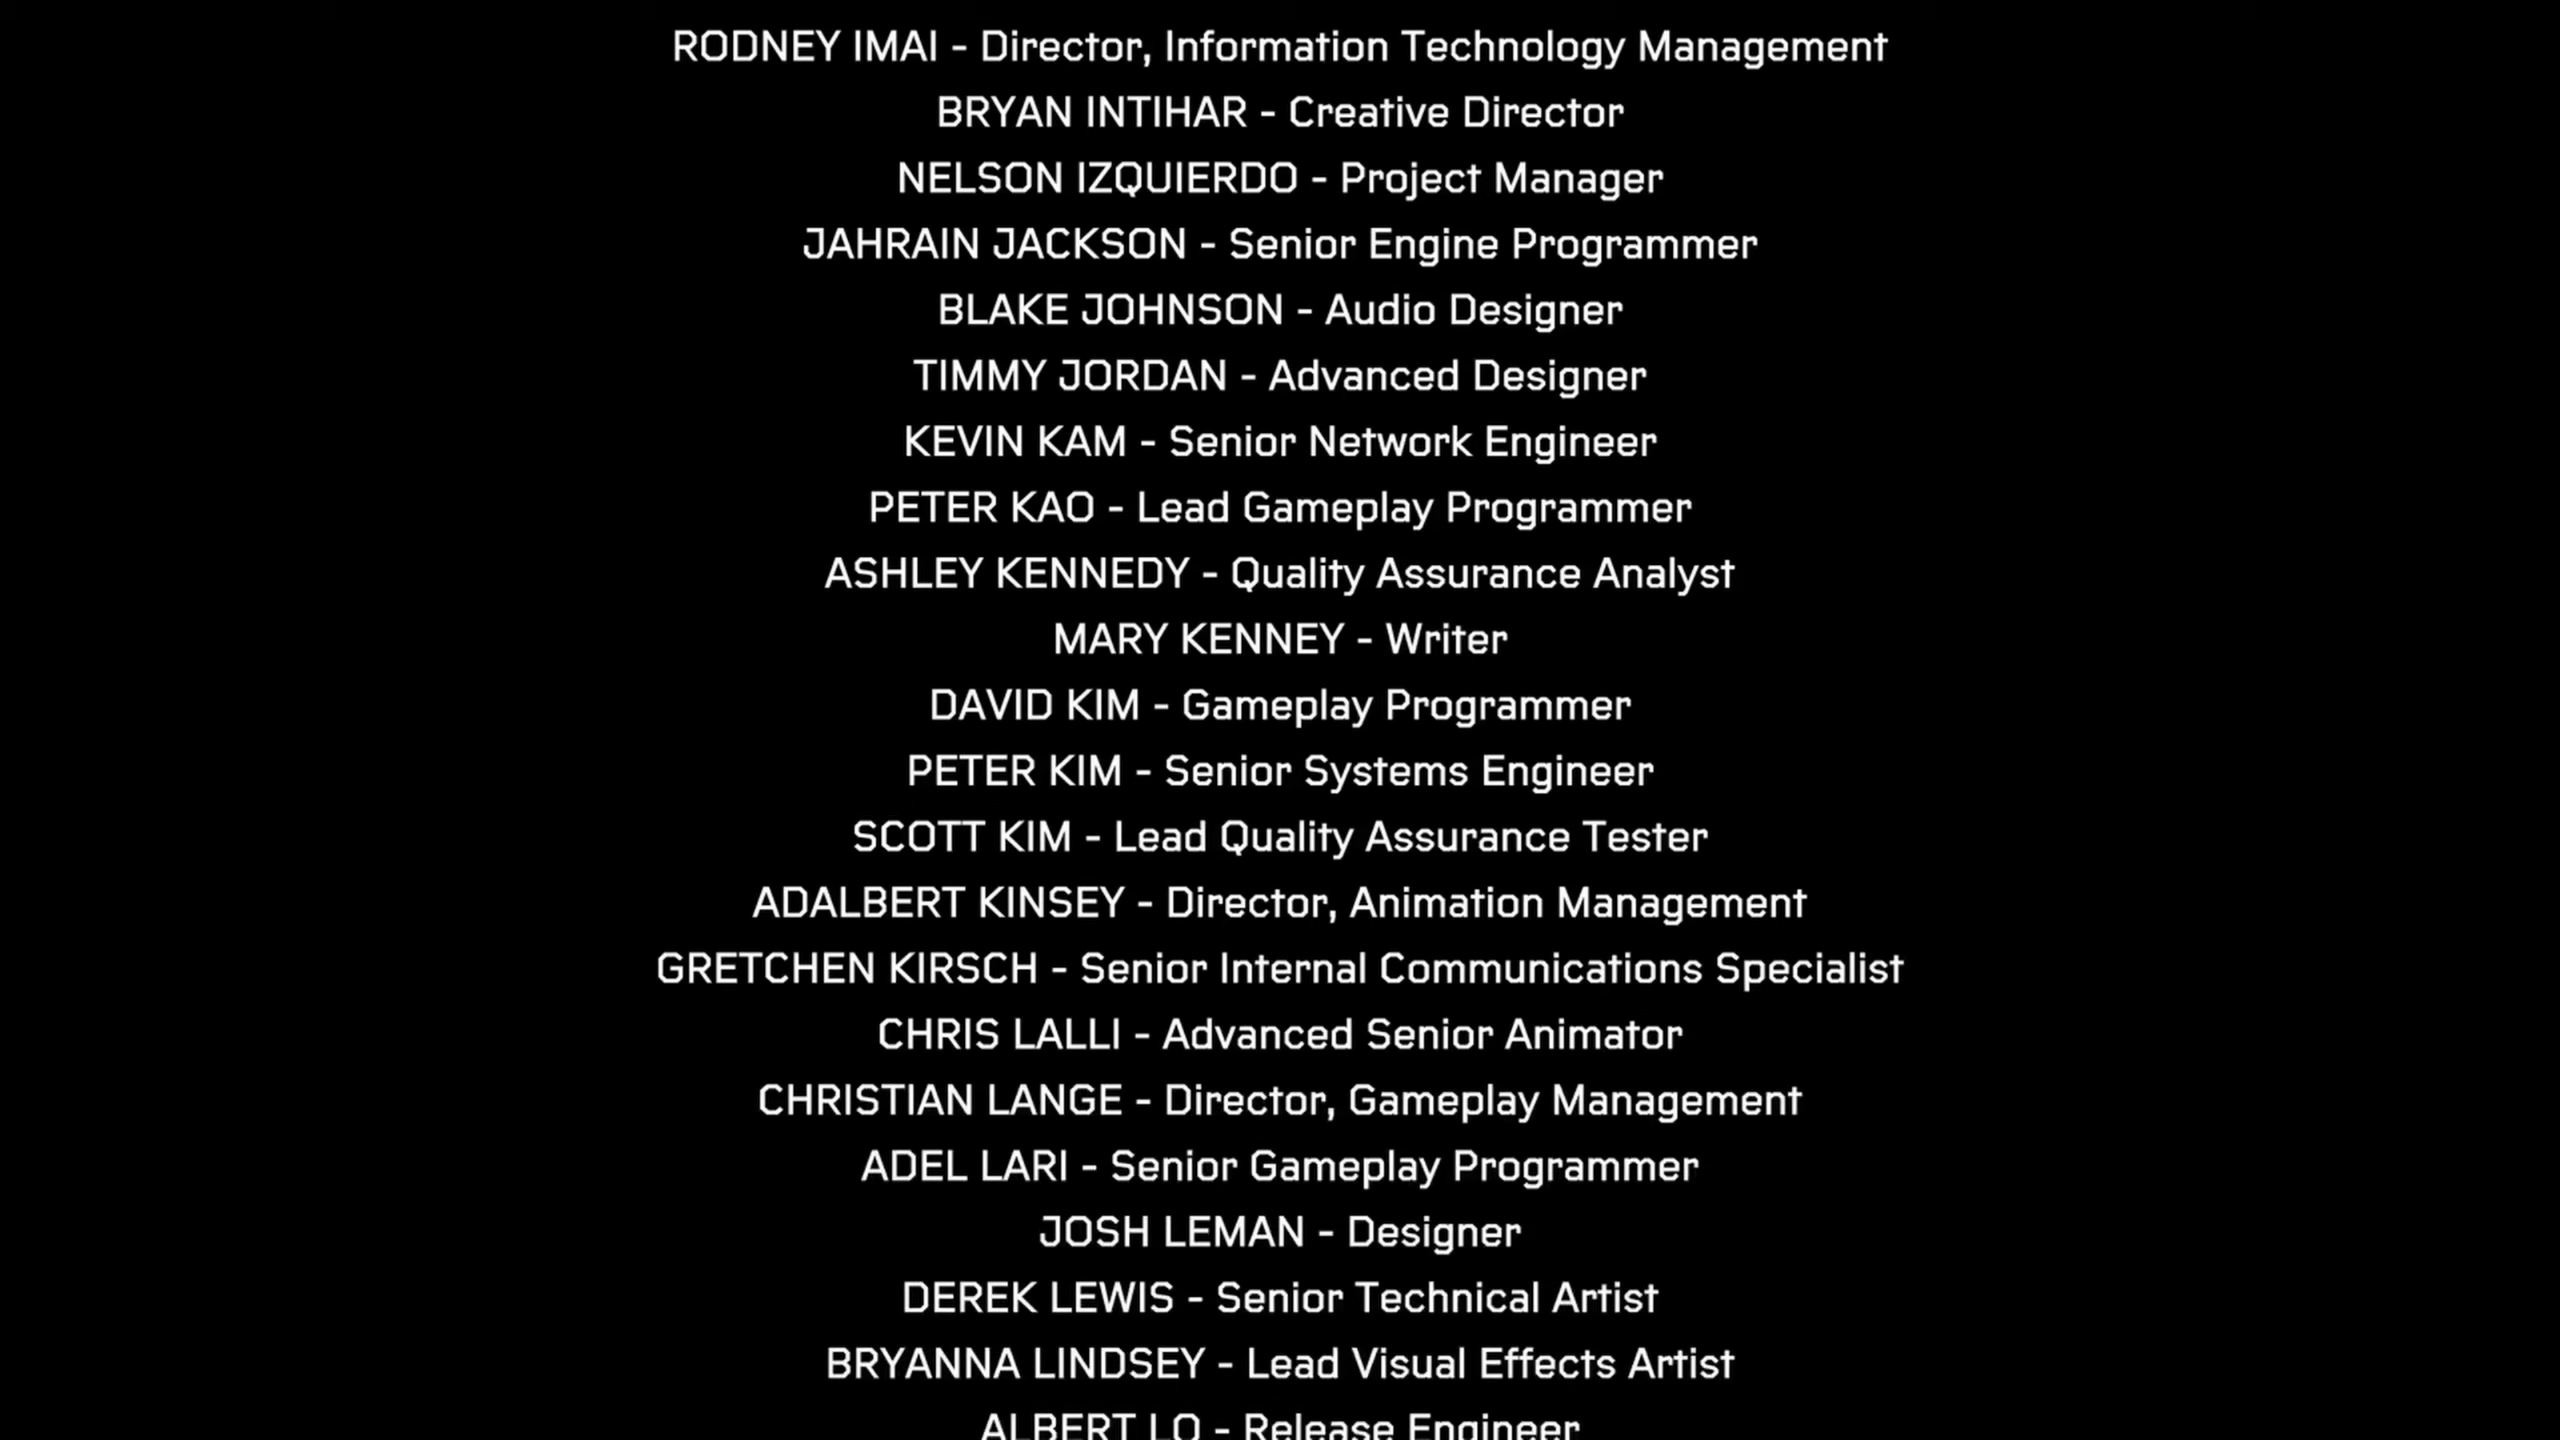 RODNEY IMAI - Director, Information Technology Management
BRYAN INTIHAR - Creative Director
NELSON IZQUIERDO - Project Manager
JAHRAIN JACKSON - Senior Engine Programmer
BLAKE JOHNSON - Audio Designer
TIMMY JORDAN - Advanced Designer
KEVIN KAM - Senior Network Engineer
PETER KAO - Lead Gameplay Programmer
ASHLEY KENNEDY - Quality Assurance Analyst
MARY KENNEY - Writer
DAVID KIM - Gameplay Programmer
PETER KIM - Senior Systems Engineer
SCOTT KIM - Lead Quality Assurance Tester
ADALBERT KINSEY - Director, Animation Management
GRETCHEN KIRSCH - Senior Internal Communications Specialist
CHRIS LALLI - Advanced Senior Animator
CHRISTIAN LANGE - Director, Gameplay Management
ADEL LARI - Senior Gameplay Programmer
JOSH LEMAN - Designer
DEREK LEWIS - Senior Technical Artist
BRYANNA LINDSEY - Lead Visual Effects Artist
ALBERT LO - Release Engineer